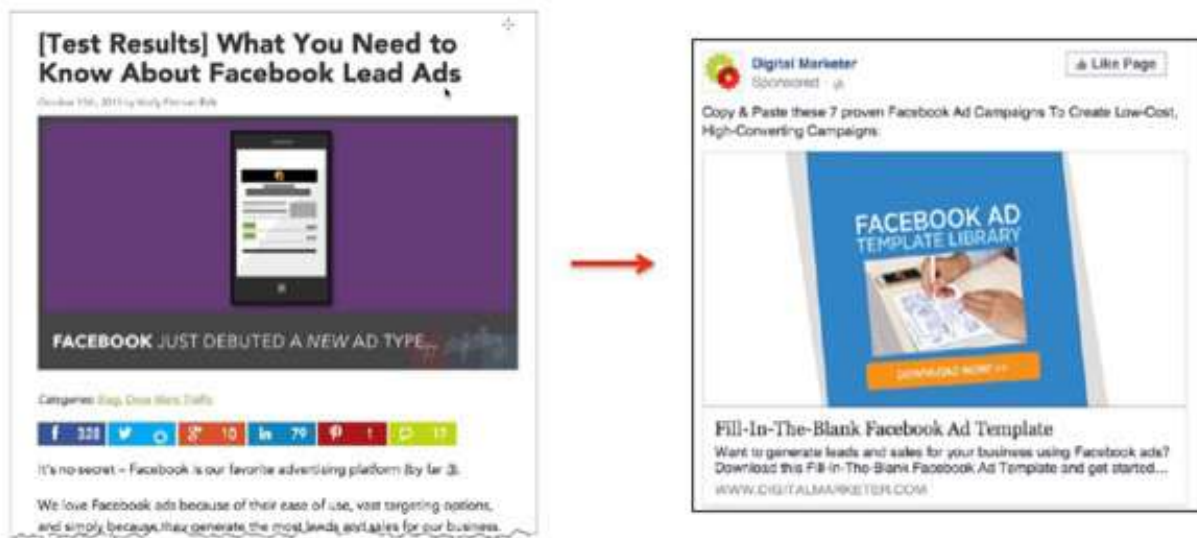 [Test Results] What You Need to
Know About Facebook Lead Ads
FACEBOOK JUST DEBUTED A NEW AD TYPE...
Categories: Blog,
328
10
in 79
1
17
It's no secret – Facebook is our favorite advertising platform (by far
We love Facebook ads because of their ease of use, vast targeting options,
and simply because they generate the most leads and sales for our business.
Digital Marketer
Sponsored
Like Page
Copy & Paste these 7 proven Facebook Ad Campaigns To Create Low-Cost,
High-Converting Campaigns:
FACEBOOK AD
TEMPLATE LIBRARY
DOWNLOAD NOW >>
Fill-In-The-Blank Facebook Ad Template
Want to generate leads and sales for your business using Facebook ads?
Download this Fill-In-The-Blank Facebook Ad Template and get started...
WWW.DIGITALMARKETER.COM